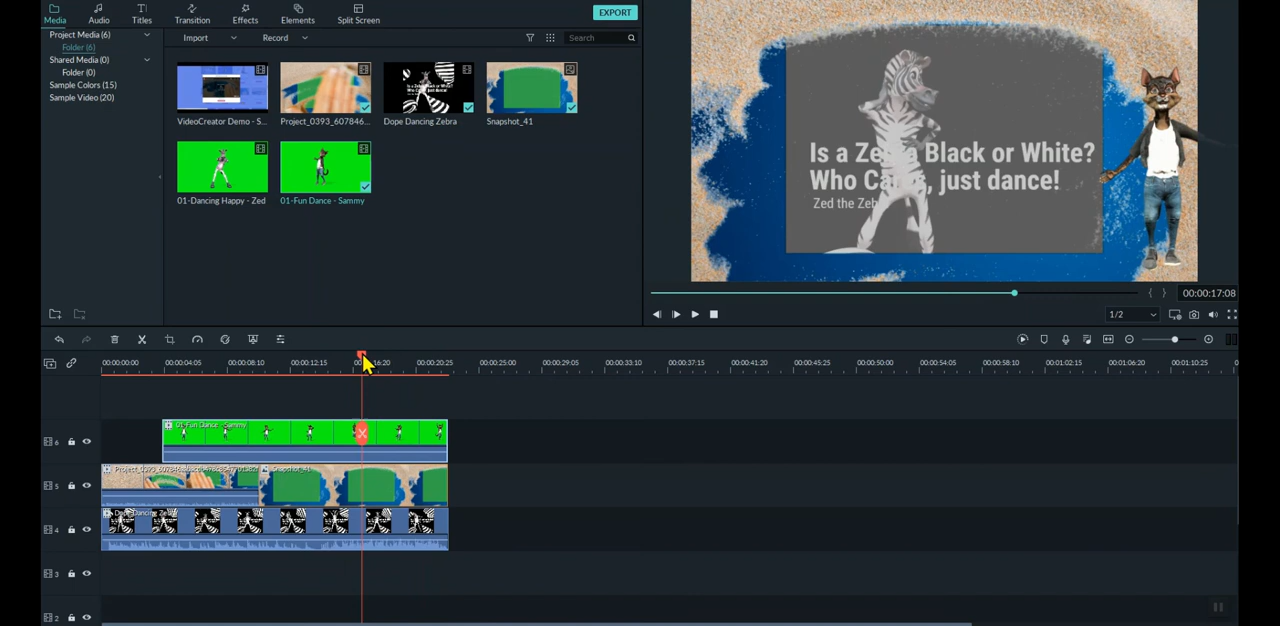 Media Audio Titles Transition Effects Elements Split Screen EXPORT
Project Media (6) Import Record Search
Folder (6)
Shared Media (0)
Folder (0)
Sample Colors (15)
Sample Video (20)
VideoCreator Demo - S... Project_0393_607846... Dope Dancing Zebra Snapshot_41
01-Dancing Happy - Zed 01-Fun Dance - Sammy
Is a Zebra Black or White?
Who Cares, just dance!
Zed the Zeb
00:00:17:08
1/2
00:00:00:00 00:00:04:05 00:00:08:10 00:00:12:15 00:00:16:20 00:00:20:25 00:00:25:00 00:00:29:05 00:00:33:10 00:00:37:15 00:00:41:20 00:00:45:25 00:00:50:00 00:00:54:05 00:00:58:10 00:01:02:15 00:01:06:20 00:01:10:25
6 01-Fun Dance - Sammy
5 Snapshot_41
4 Dope Dancing Zebra
3
2